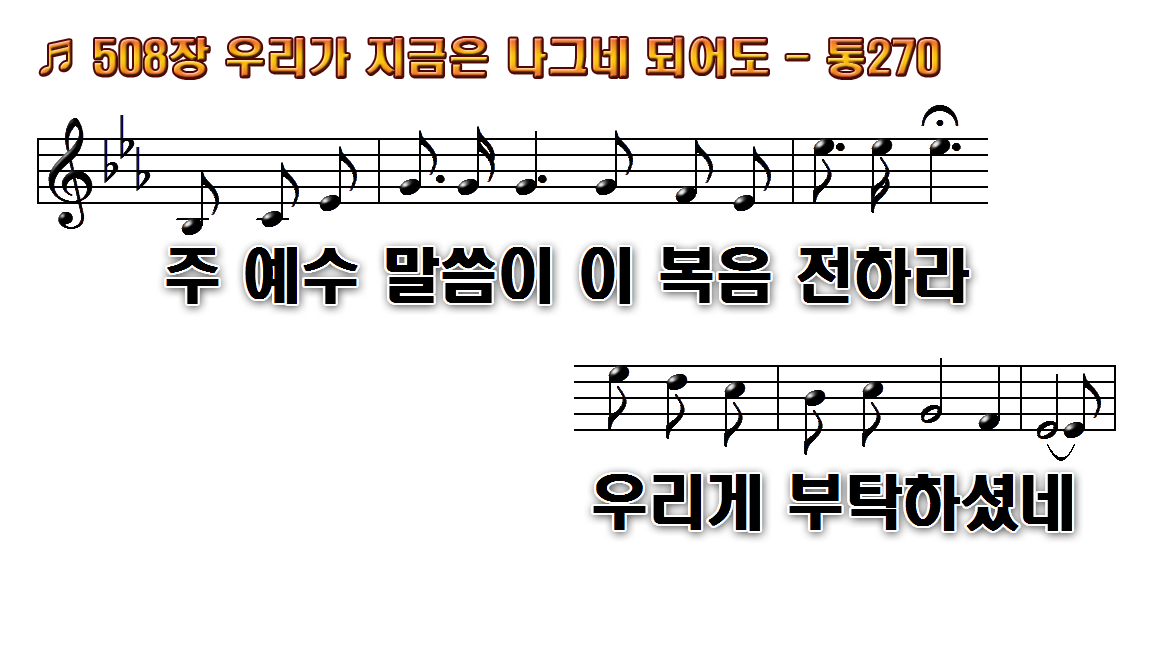 ♬ 508장 우리가 지금은 나그네 되어도 - 통270
주 예수 말씀이 이 복음 전하라
우리게 부탁하셨네